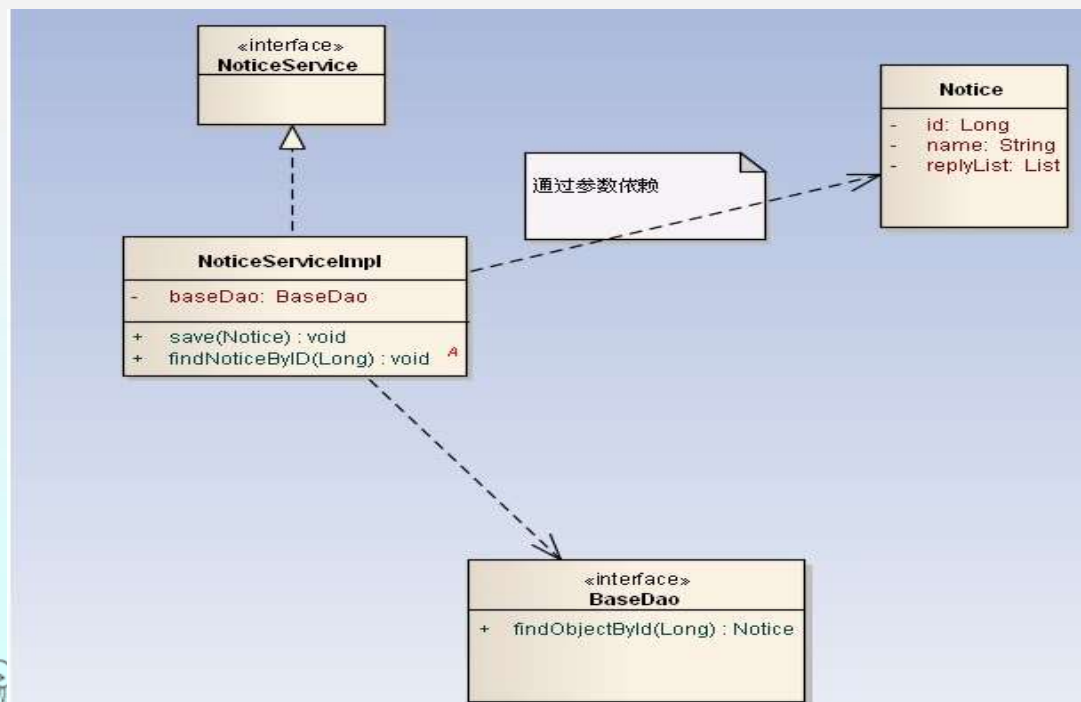 «interface»
NoticeService
Notice
- id: Long
- name: String
- replyList: List
通过参数依赖
NoticeServiceImpl
- baseDao: BaseDao
+ save(Notice) : void
+ findNoticeByID(Long) : void A
«interface»
BaseDao
+ findObjectById(Long) : Notice